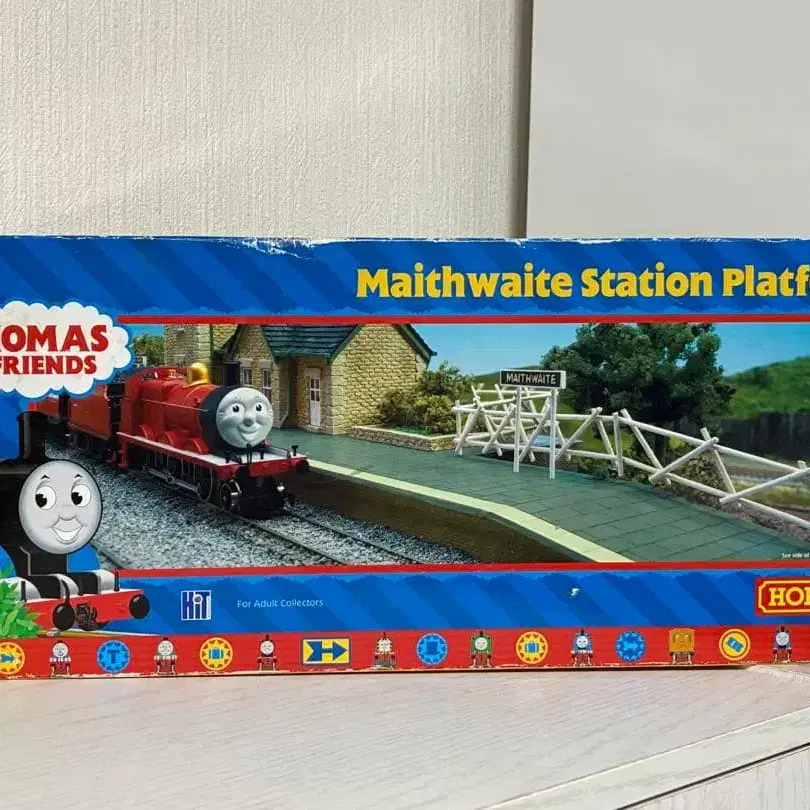 Maithwaite Station Platf
OMAS
FRIENDS
MAITHWAITE
HiT
For Adult Collectors
HO
T